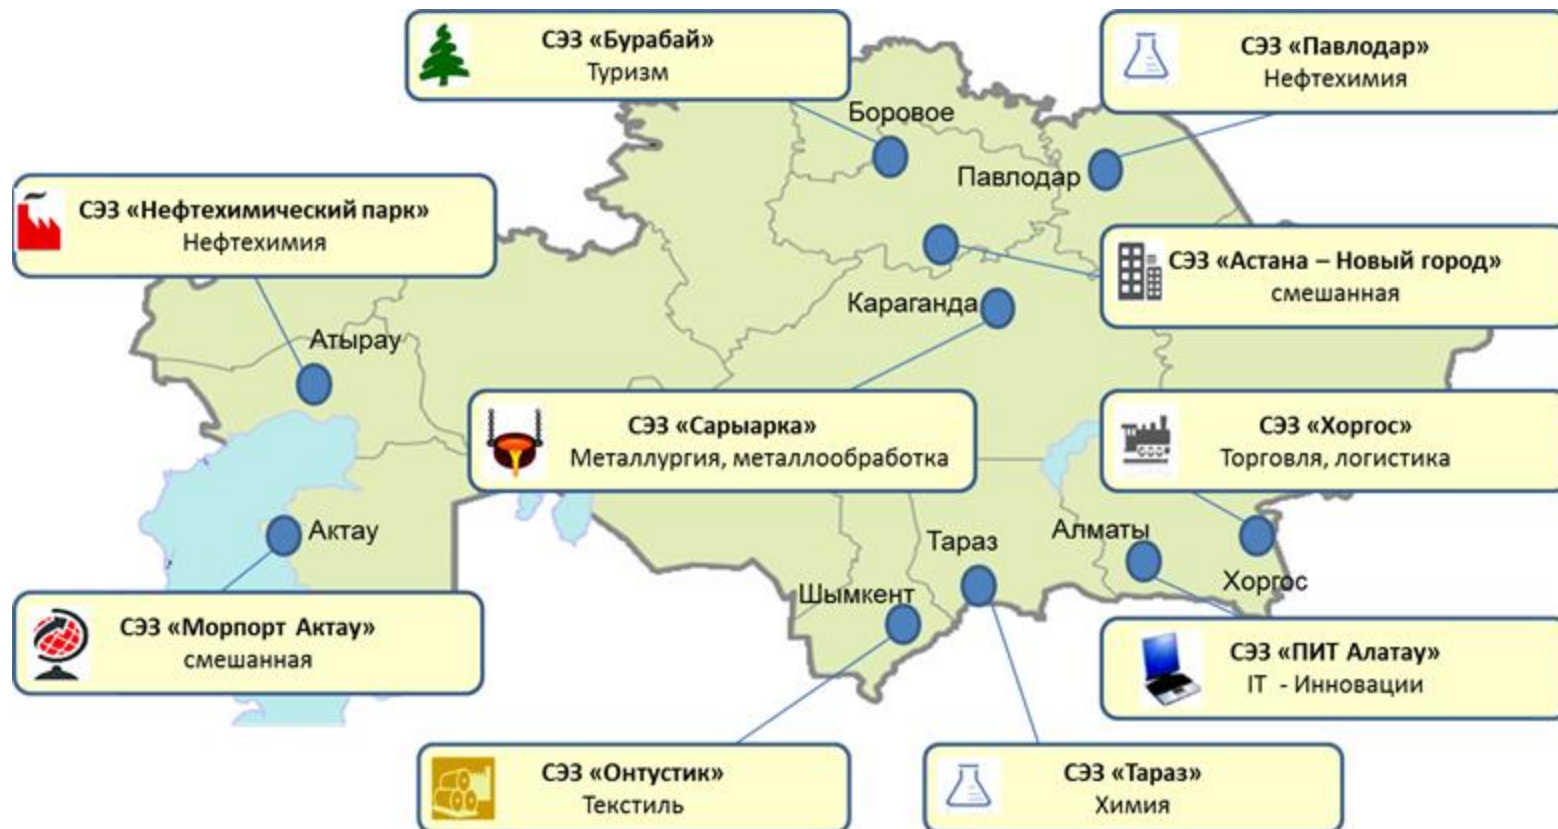 СЭЗ «Бурабай»
Туризм
СЭЗ «Павлодар»
Нефтехимия
Боровое
Павлодар
СЭЗ «Нефтехимический парк»
Нефтехимия
СЭЗ «Астана – Новый город»
смешанная
Караганда
Атырау
СЭЗ «Сарыарка»
Металлургия, металлообработка
СЭЗ «Хоргос»
Торговля, логистика
Актау
Тараз
Алматы
Хоргос
Шымкент
СЭЗ «Морпорт Актау»
смешанная
СЭЗ «ПИТ Алатау»
IT - Инновации
СЭЗ «Онтустик»
Текстиль
СЭЗ «Тараз»
Химия